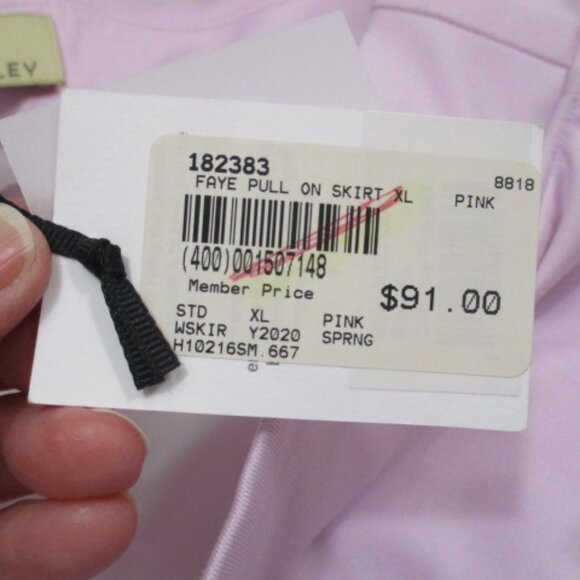 LEY
182383
8818
FAYE PULL ON SKIRT XL PINK
(400)001507148
Member Price
$91.00
STD XL PINK
WSKIR Y2020 SPRNG
H10216SM.667